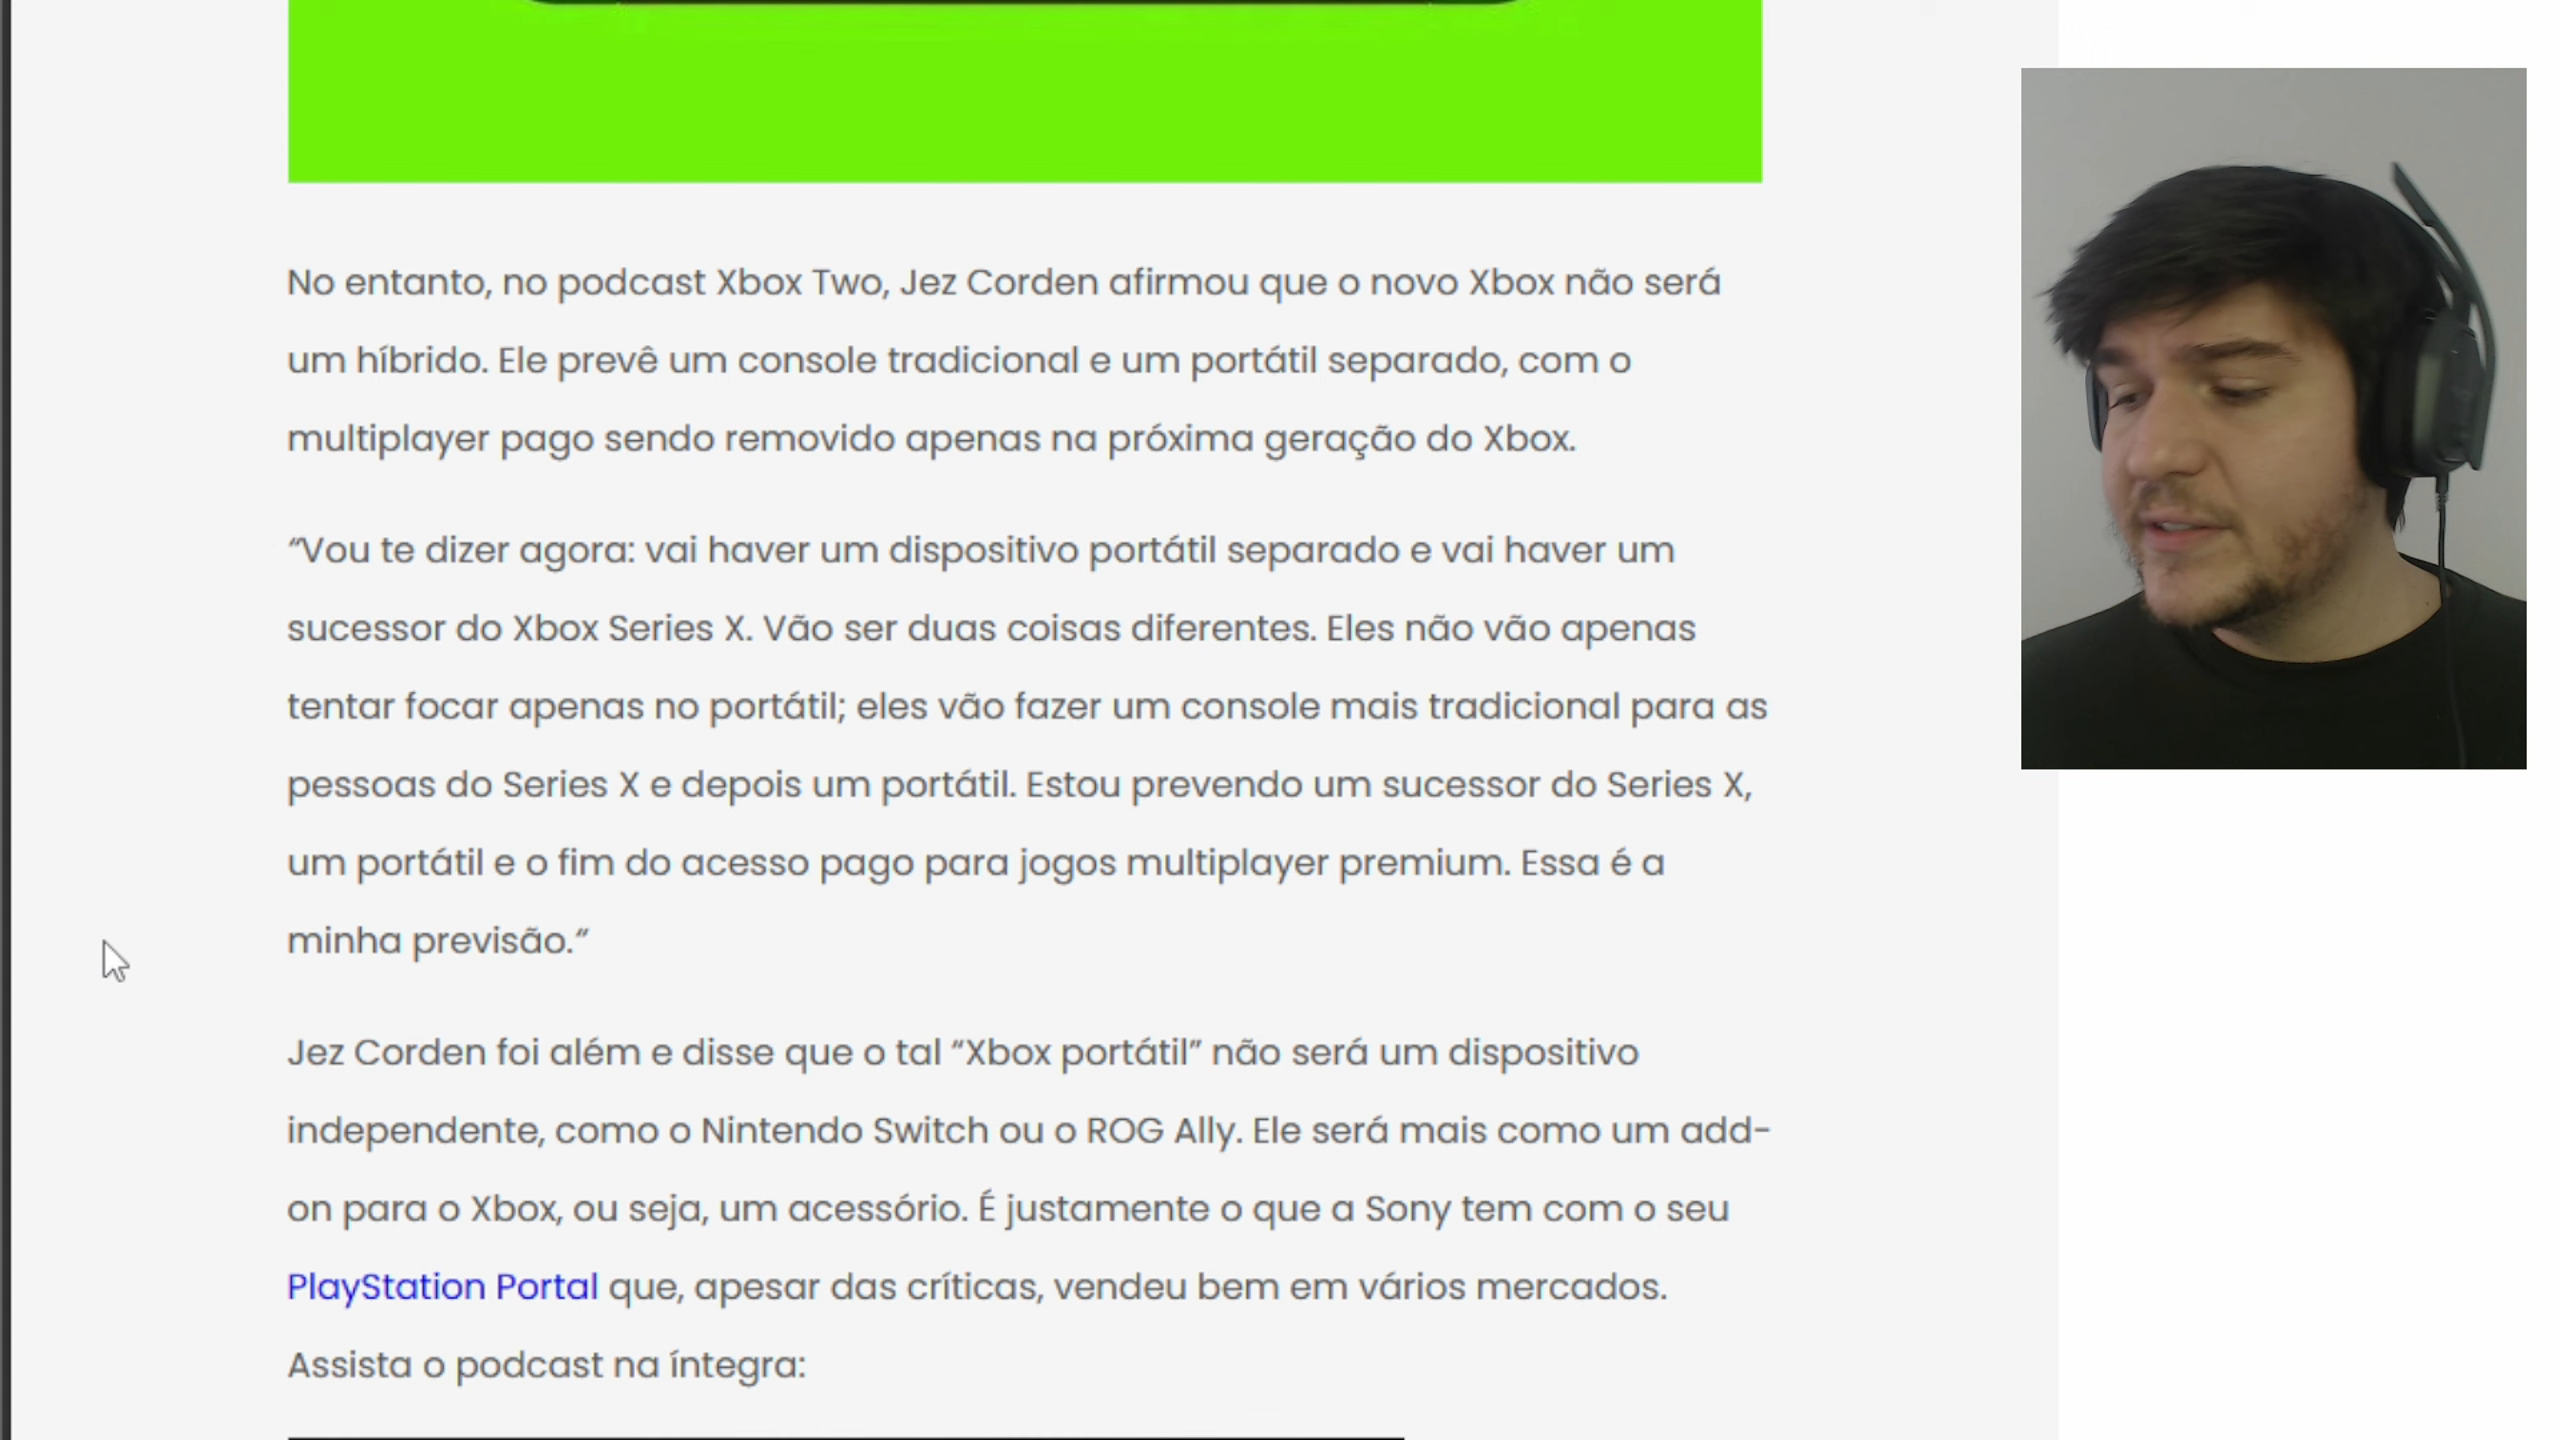 No entanto, no podcast Xbox Two, Jez Corden afirmou que o novo Xbox não será
um híbrido. Ele prevê um console tradicional e um portátil separado, com o
multiplayer pago sendo removido apenas na próxima geração do Xbox.
“Vou te dizer agora: vai haver um dispositivo portátil separado e vai haver um
sucessor do Xbox Series X. Vão ser duas coisas diferentes. Eles não vão apenas
tentar focar apenas no portátil; eles vão fazer um console mais tradicional para as
pessoas do Series X e depois um portátil. Estou prevendo um sucessor do Series X,
um portátil e o fim do acesso pago para jogos multiplayer premium. Essa é a
minha previsão.”
Jez Corden foi além e disse que o tal “Xbox portátil” não será um dispositivo
independente, como o Nintendo Switch ou o ROG Ally. Ele será mais como um add-
on para o Xbox, ou seja, um acessório. É justamente o que a Sony tem com o seu
PlayStation Portal que, apesar das críticas, vendeu bem em vários mercados.
Assista o podcast na íntegra: